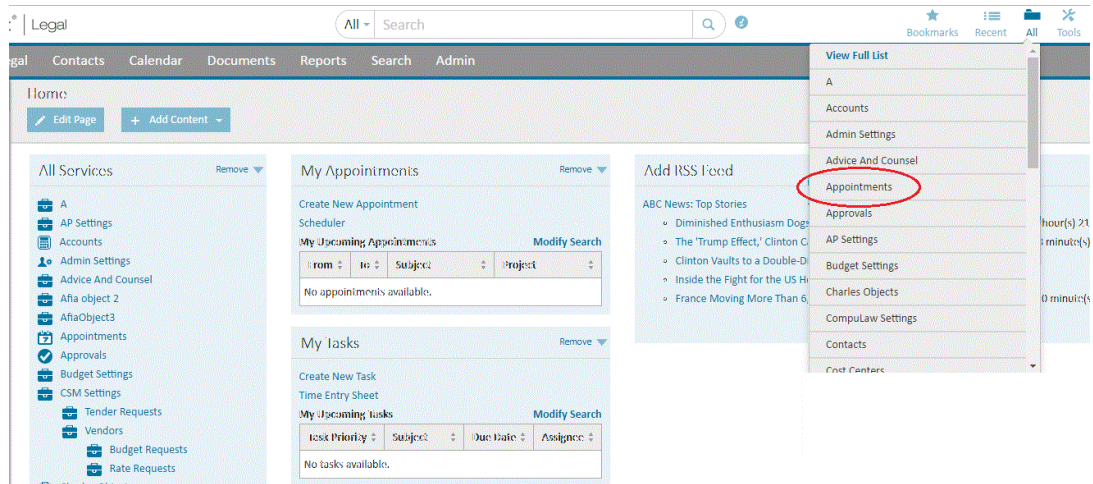 Legal
All
Search
Bookmarks
Recent
All
Tools
Contacts
Calendar
Documents
Reports
Search
Admin
Home
Edit Page
+ Add Content
All Services
Remove
A
AP Settings
Accounts
Admin Settings
Advice And Counsel
Afia object 2
AfiaObject3
Appointments
Approvals
Budget Settings
CSM Settings
Tender Requests
Vendors
Budget Requests
Rate Requests
My Appointments
Remove
Create New Appointment
Scheduler
My Upcoming Appointments
Modify Search
From
To
Subject
Project
No appointments available.
My Tasks
Remove
Create New Task
Time Entry Sheet
My Upcoming Tasks
Modify Search
Task Priority
Subject
Due Date
Assignee
No tasks available.
Add RSS Feed
ABC News: Top Stories
Diminished Enthusiasm Dogs
The 'Trump Effect,' Clinton
Clinton Vaults to a
Inside the Fight for the US
France Moving More Than 6,
hour(s) 21
minute(s)
0 minute(s)
View Full List
A
Accounts
Admin Settings
Advice And Counsel
Appointments
Approvals
AP Settings
Budget Settings
Charles Objects
CompuLaw Settings
Contacts
Cost Centers